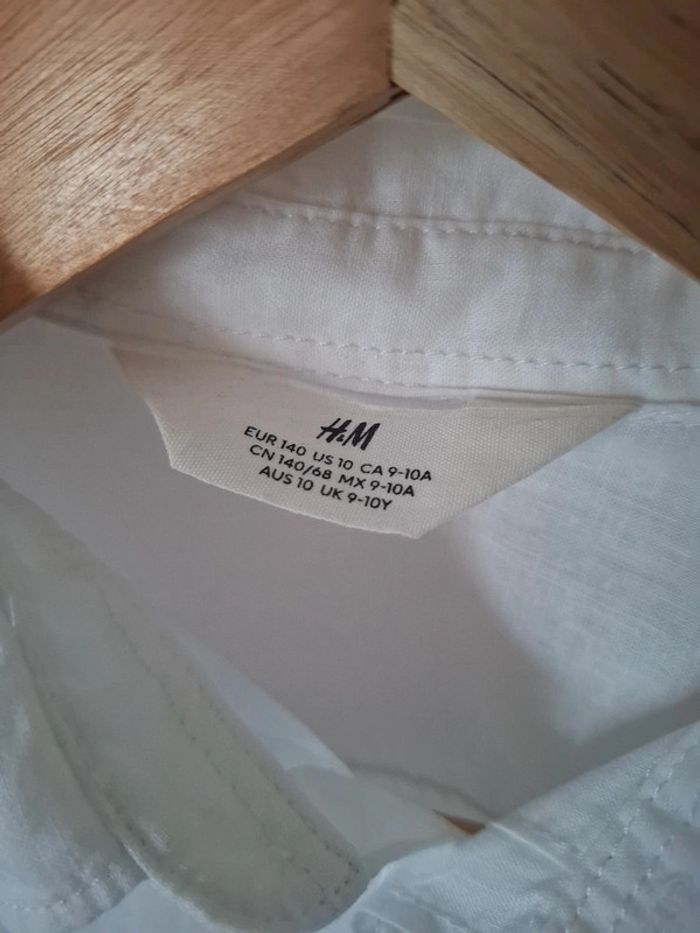 H&M
EUR 140 US 10 CA 9-10A
CN 140/68 MX 9-10A
AUS 10 UK 9-10Y